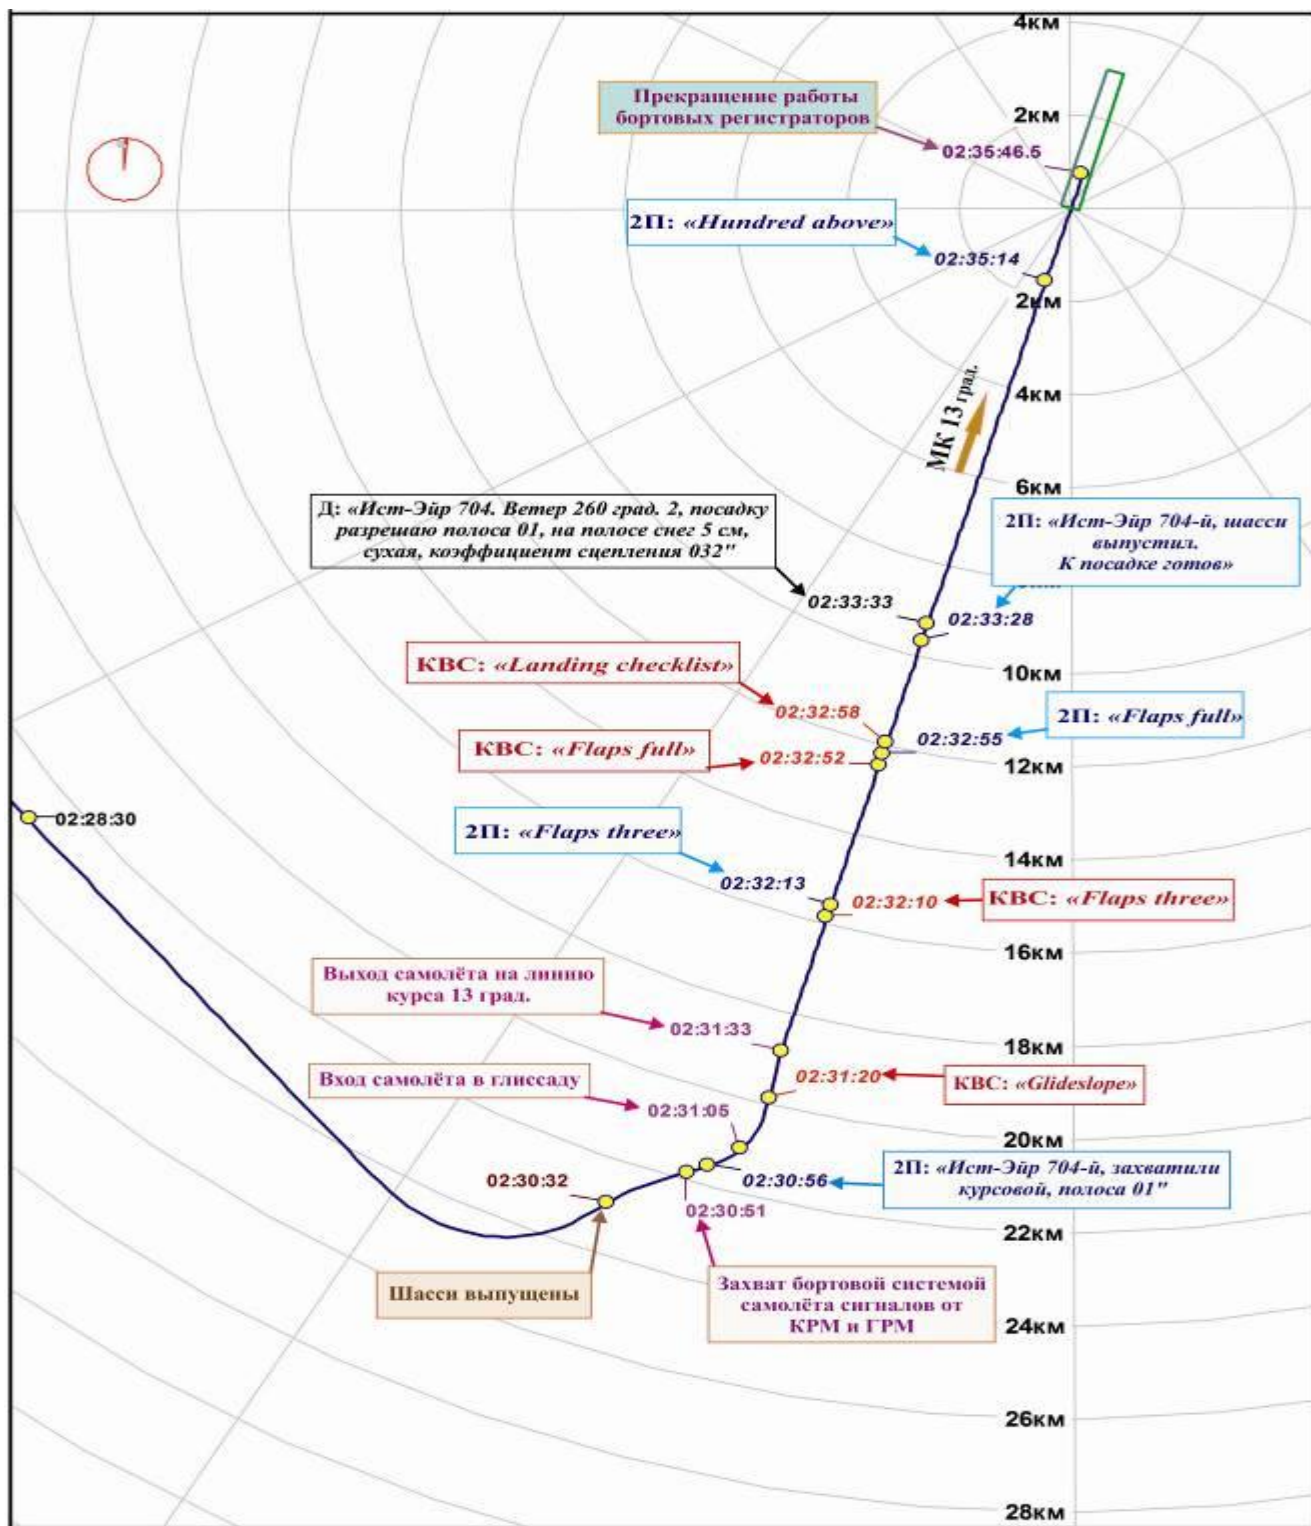 4км
Прекращение работы
бортовых регистраторов
2км
02:35:46.5
2П: «Hundred above»
02:35:14
2км
МК 13 град.
4км
6км
Д: «Ист-Эйр 704. Ветер 260 град. 2, посадку
разрешаю полоса 01, на полосе снег 5 см,
сухая, коэффициент сцепления 032"
2П: «Ист-Эйр 704-й, шасси
выпустил.
К посадке готов»
02:33:33
02:33:28
КВС: «Landing checklist»
10км
02:32:58
2П: «Flaps full»
02:32:55
КВС: «Flaps full»
02:32:52
12км
02:28:30
2П: «Flaps three»
14км
02:32:13
02:32:10
КВС: «Flaps three»
16км
Выход самолёта на линию
курса 13 град.
02:31:33
18км
Вход самолёта в глиссаду
02:31:20
КВС: «Glideslope»
02:31:05
20км
02:30:32
02:30:56
2П: «Ист-Эйр 704-й, захватили
курсовой, полоса 01"
02:30:51
22км
Шасси выпущены
Захват бортовой системой
самолёта сигналов от
КРМ и ГРМ
24км
26км
28км